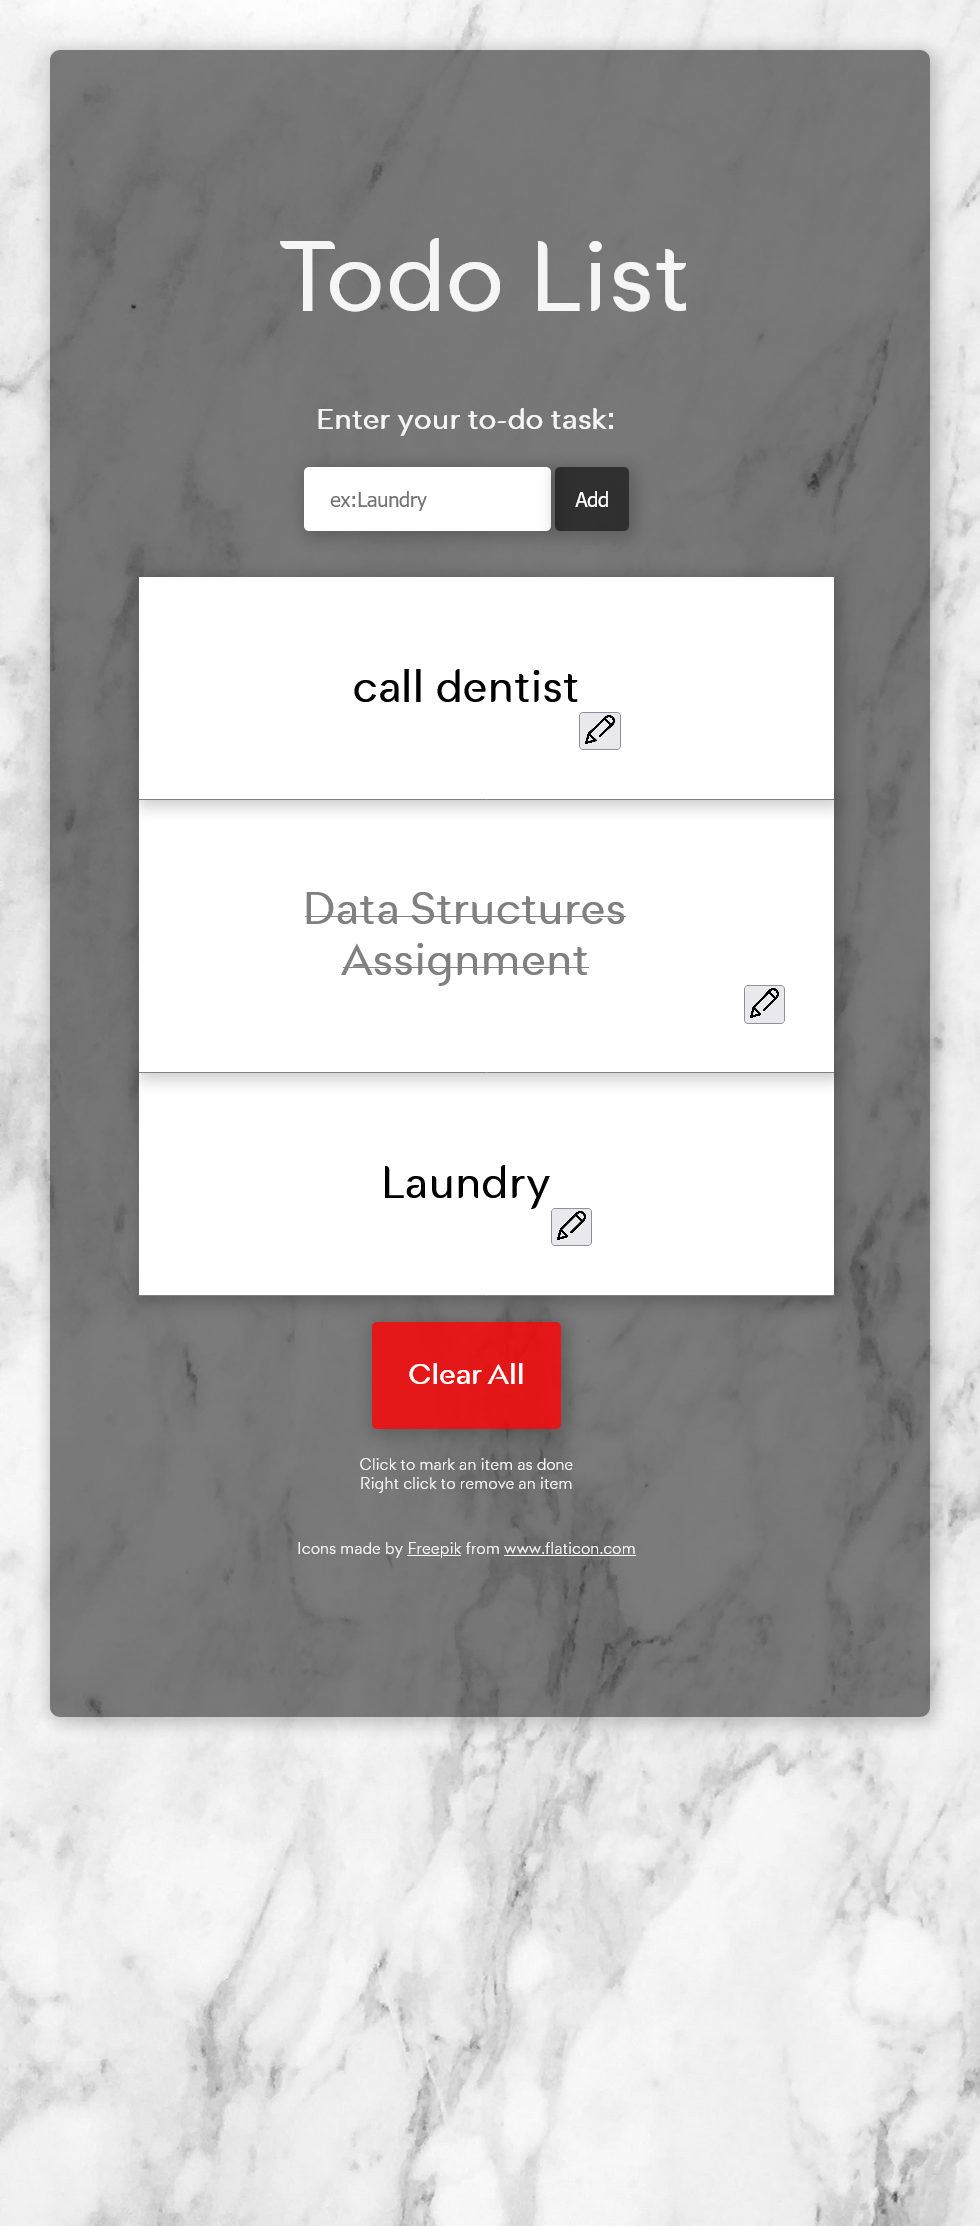 Todo List
Enter your to-do task:
ex:Laundry
Add
call dentist
Data Structures
Assignment
Laundry
Clear All
Click to mark an item as done
Right click to remove an item
Icons made by Freepik from www.flaticon.com